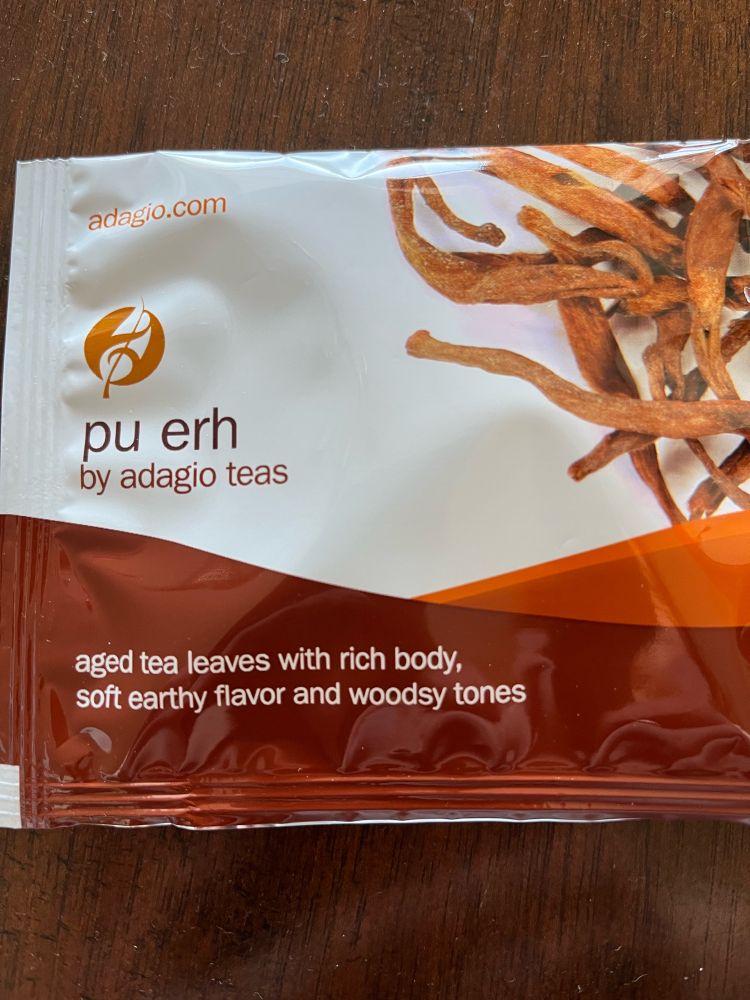 adagio.com
pu erh
by adagio teas
aged tea leaves with rich body,
soft earthy flavor and woodsy tones